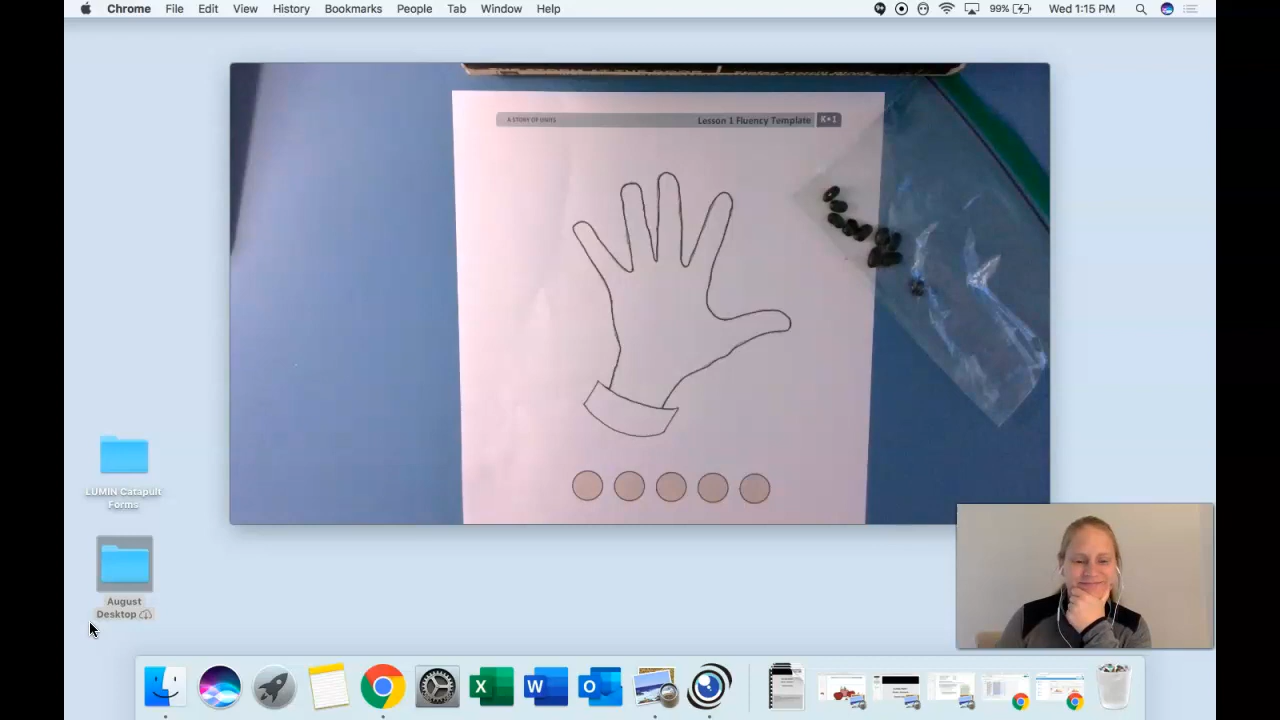 Chrome File Edit View History Bookmarks People Tab Window Help 99% Wed 1:15 PM
A STORY OF UNITS Lesson 1 Fluency Template K•1
LUMIN Catapult
Forms
August
Desktop
X W O